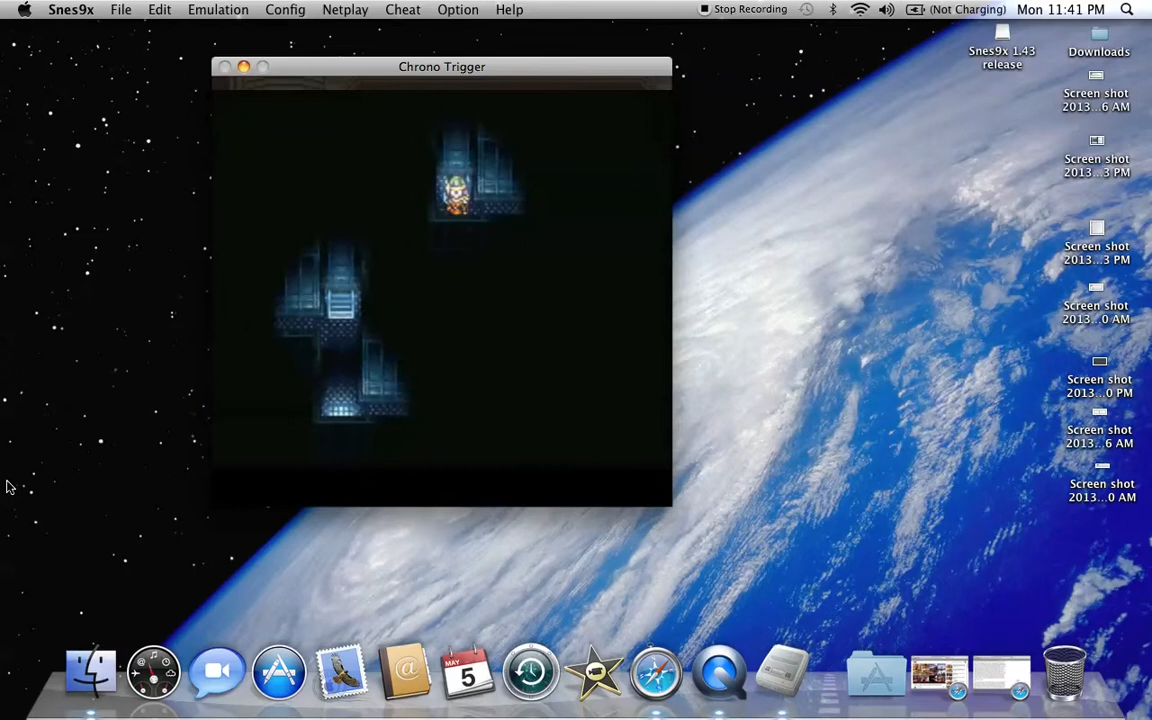 Snes9x File Edit Emulation Config Netplay Cheat Option Help Stop Recording (Not Charging) Mon 11:41 PM
Chrono Trigger
Snes9x 1.43
release
Downloads
Screen shot
2013...6 AM
Screen shot
2013...3 PM
Screen shot
2013...3 PM
Screen shot
2013...0 AM
Screen shot
2013...0 PM
Screen shot
2013...6 AM
Screen shot
2013...0 AM
MAY
5